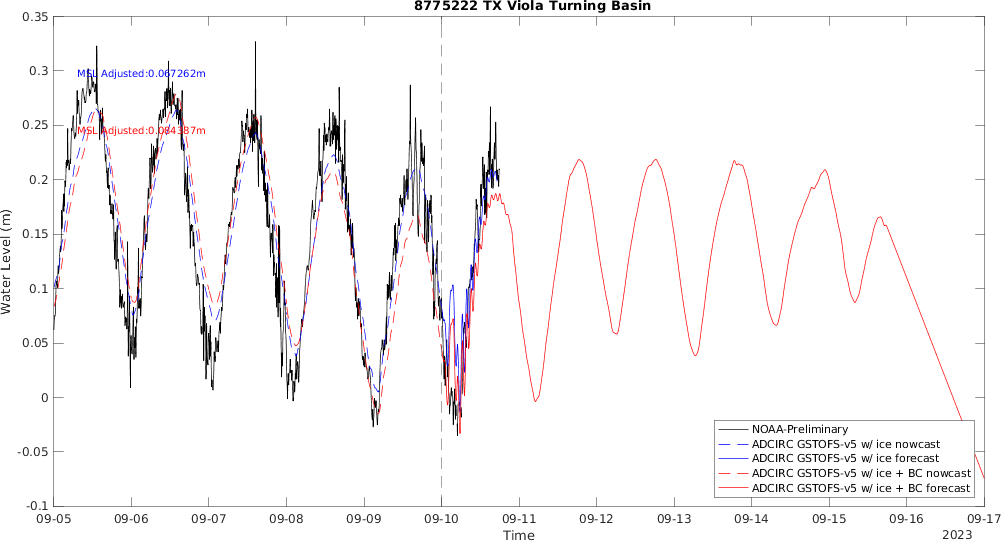 8775222 TX Viola Turning Basin
0.35
0.3
0.25
0.2
0.15
0.1
0.05
0
-0.05
-0.1
Water Level (m)
MSL Adjusted:0.067262m
MSL Adjusted:0.084387m
NOAA-Preliminary
ADCIRC GSTOFS-v5 w/ ice nowcast
ADCIRC GSTOFS-v5 w/ ice forecast
ADCIRC GSTOFS-v5 w/ ice + BC nowcast
ADCIRC GSTOFS-v5 w/ ice + BC forecast
09-05 09-06 09-07 09-08 09-09 09-10 09-11 09-12 09-13 09-14 09-15 09-16 09-17
Time
2023